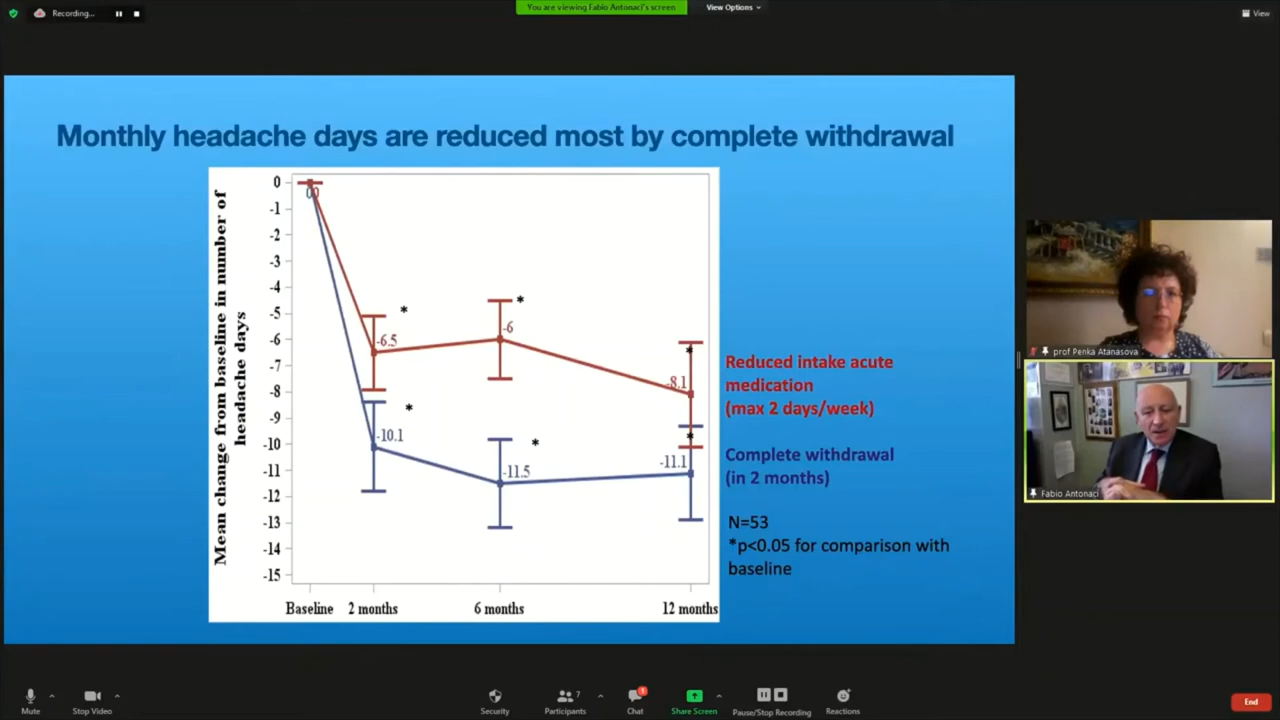 Recording...
You are viewing Fabio Antonaci's screen
View Options
View
Monthly headache days are reduced most by complete withdrawal
Mean change from baseline in number of
headache days
0
-1
-2
-3
-4
-5
-6
-7
-8
-9
-10
-11
-12
-13
-14
-15
00
-6.5
*
-6
*
-8.1
*
-10.1
*
-11.5
*
-11.1
*
Baseline 2 months 6 months 12 months
Reduced intake acute
medication
(max 2 days/week)
Complete withdrawal
(in 2 months)
N=53
*p<0.05 for comparison with
baseline
prof Penka Atanasova
Fabio Antonaci
Mute
Stop Video
Security
Participants
7
Chat
1
Share Screen
Pause/Stop Recording
Reactions
End